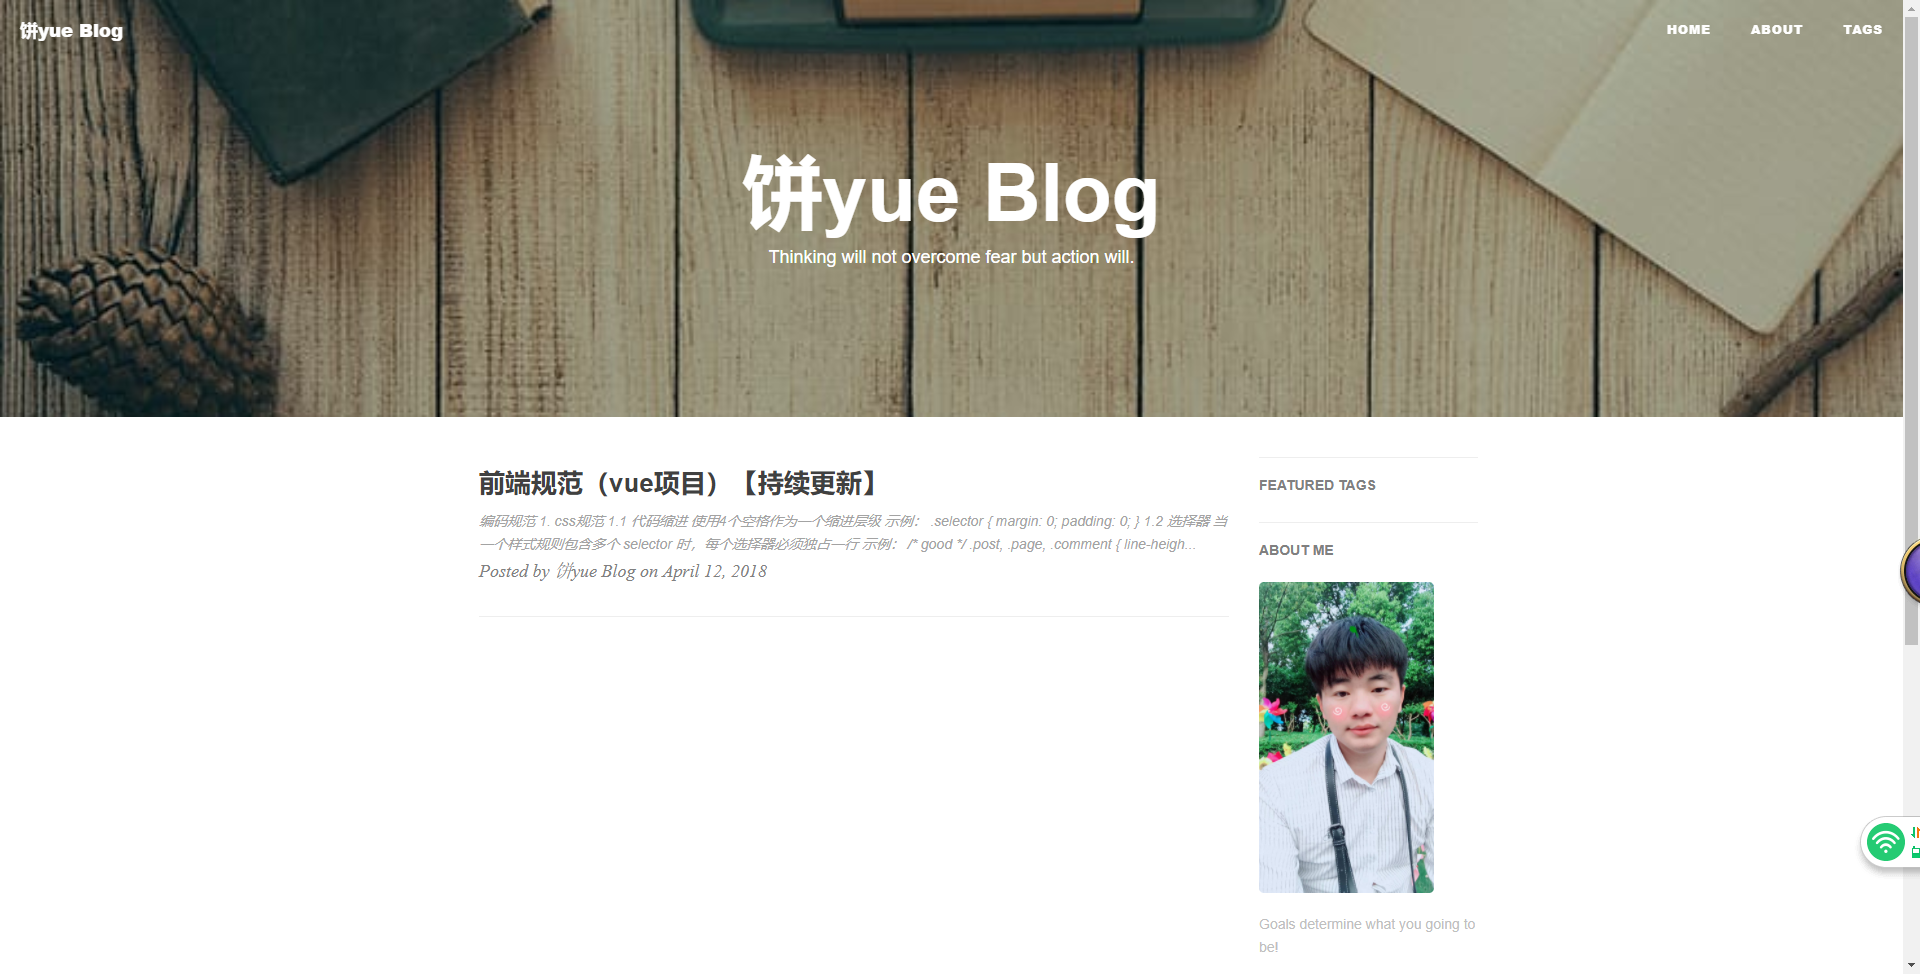 饼yue Blog
HOME
ABOUT
TAGS
饼yue Blog
Thinking will not overcome fear but action will.
前端规范（vue项目）【持续更新】
编码规范 1. css规范 1.1 代码缩进 使用4个空格作为一个缩进层级 示例： .selector { margin: 0; padding: 0; } 1.2 选择器 当
一个样式规则包含多个 selector 时，每个选择器必须独占一行 示例： /* good */ .post, .page, .comment { line-heigh...
Posted by 饼yue Blog on April 12, 2018
FEATURED TAGS
ABOUT ME
Goals determine what you going to
be!